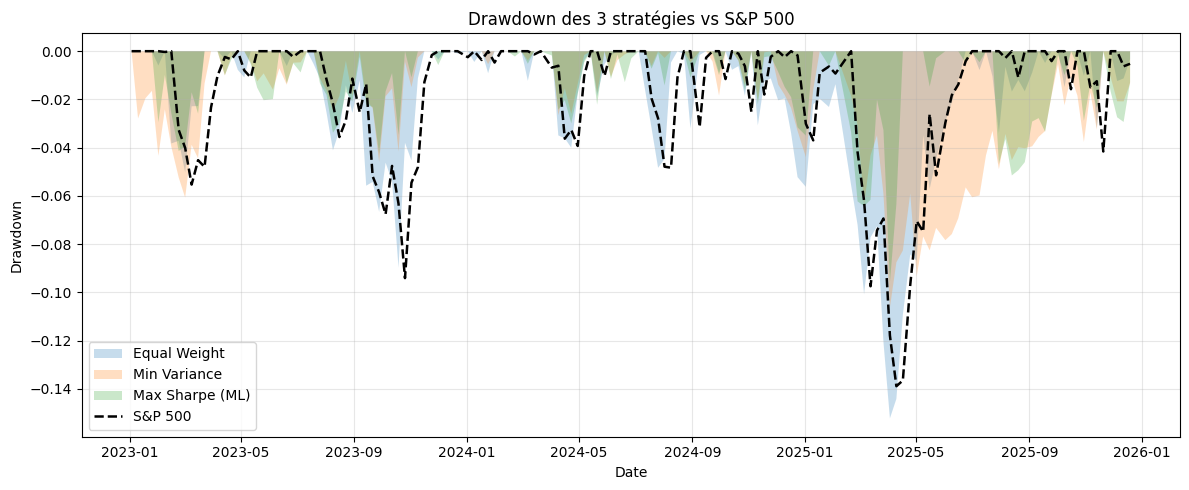 Drawdown des 3 stratégies vs S&P 500
Drawdown
0.00
−0.02
−0.04
−0.06
−0.08
−0.10
−0.12
−0.14
Equal Weight
Min Variance
Max Sharpe (ML)
S&P 500
2023-01 2023-05 2023-09 2024-01 2024-05 2024-09 2025-01 2025-05 2025-09 2026-01
Date